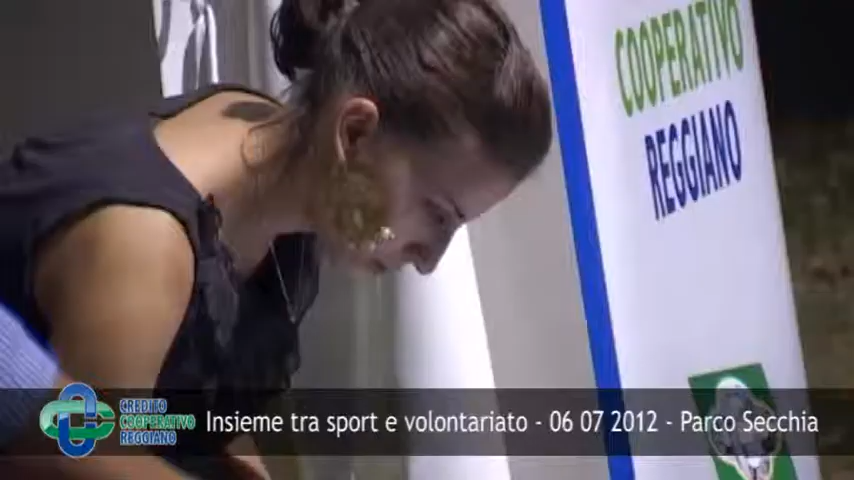 COOPERATIVO
REGGIANO
CREDITO
COOPERATIVO
REGGIANO
Insieme tra sport e volontariato - 06 07 2012 - Parco Secchia